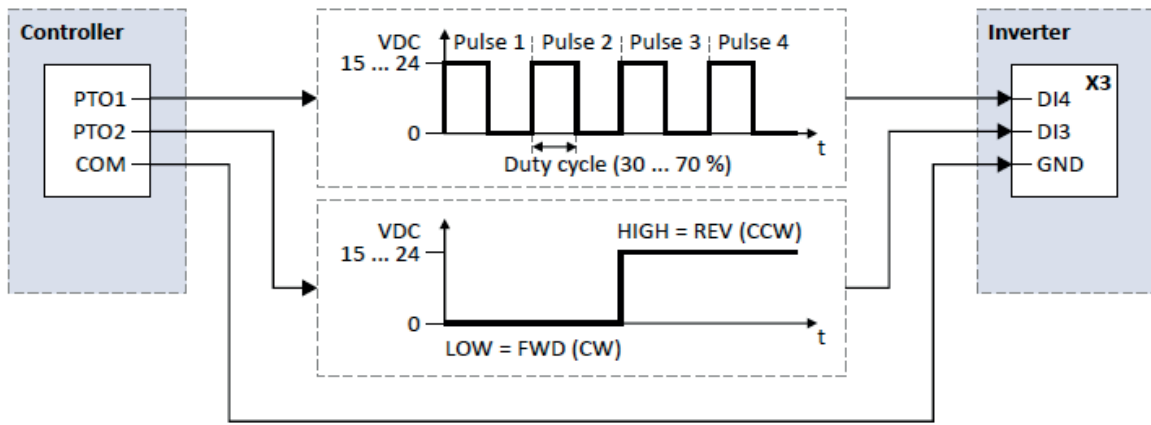 Controller
PTO1
PTO2
COM
VDC
15 ... 24
0
Pulse 1 Pulse 2 Pulse 3 Pulse 4
t
Duty cycle (30 ... 70 %)
VDC
15 ... 24
0
HIGH = REV (CCW)
t
LOW = FWD (CW)
Inverter
X3
DI4
DI3
GND